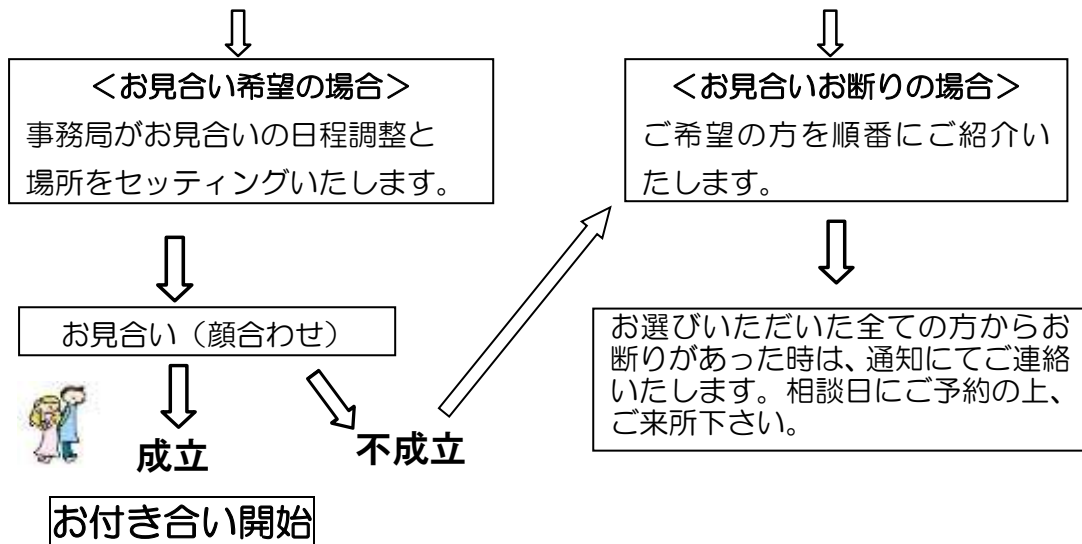 ＜お見合い希望の場合＞
事務局がお見合いの日程調整と
場所をセッティングいたします。
お見合い（顔合わせ）
成立
不成立
お付き合い開始
＜お見合いお断りの場合＞
ご希望の方を順番にご紹介い
たします。
お選びいただいた全ての方からお
断りがあった時は、通知にてご連絡
いたします。相談日にご予約の上、
ご来所下さい。